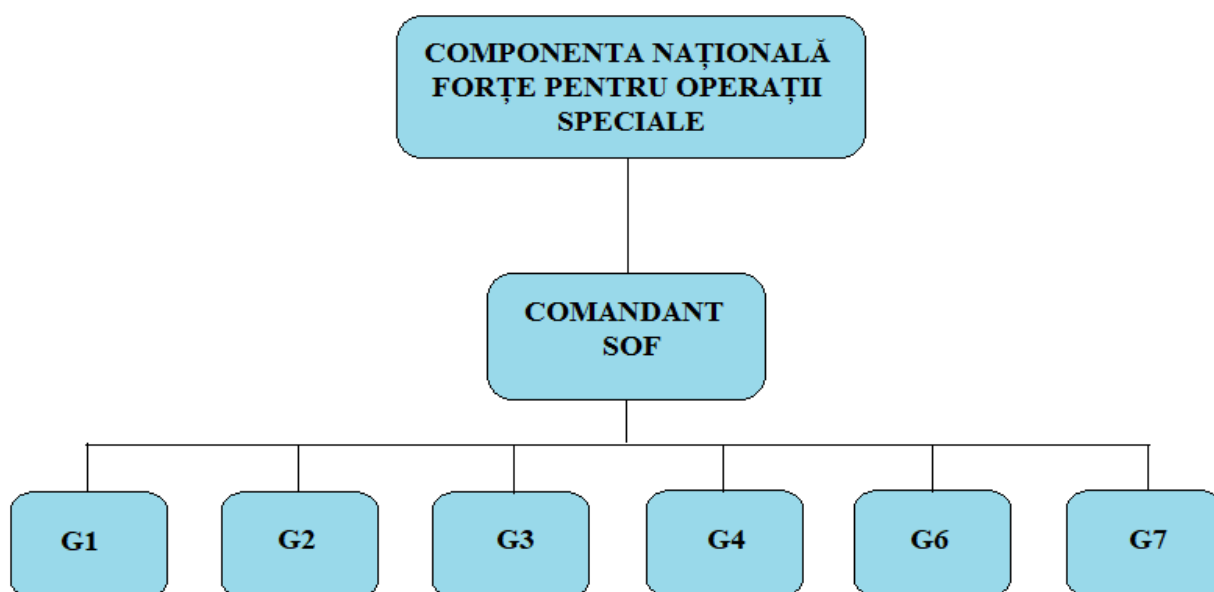 COMPONENTA NAȚIONALĂ
FORȚE PENTRU OPERAȚII
SPECIALE
COMANDANT
SOF
G1
G2
G3
G4
G6
G7